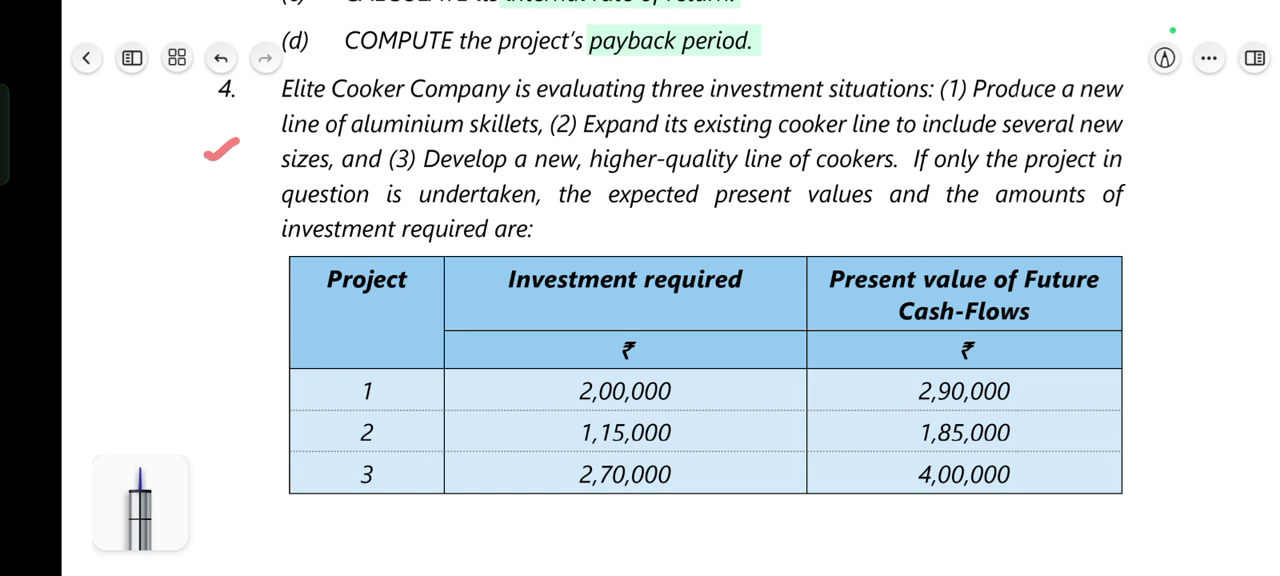 (d) COMPUTE the project's payback period.
4. Elite Cooker Company is evaluating three investment situations: (1) Produce a new
line of aluminium skillets, (2) Expand its existing cooker line to include several new
sizes, and (3) Develop a new, higher-quality line of cookers. If only the project in
question is undertaken, the expected present values and the amounts of
investment required are:
Project Investment required Present value of Future
Cash-Flows
₹ ₹
1 2,00,000 2,90,000
2 1,15,000 1,85,000
3 2,70,000 4,00,000